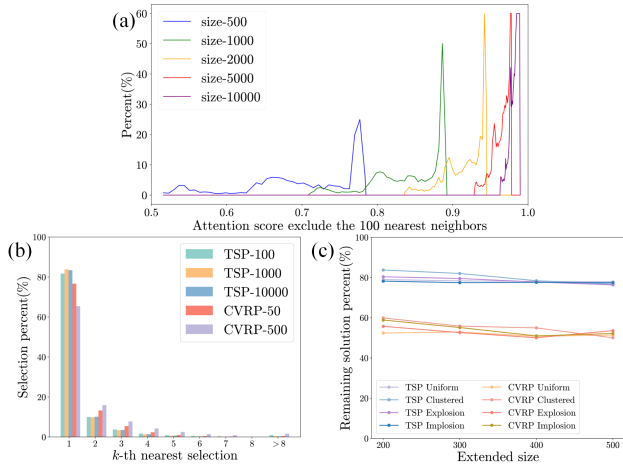 (a)
size-500
size-1000
size-2000
size-5000
size-10000
Percent(%)
60
50
40
30
20
10
0
0.5 0.6 0.7 0.8 0.9 1.0
Attention score exclude the 100 nearest neighbors
(b)
TSP-100
TSP-1000
TSP-10000
CVRP-50
CVRP-500
Selection percent(%)
100
80
60
40
20
0
1 2 3 4 5 6 7 8 >8
k-th nearest selection
(c)
Remaining solution percent(%)
100
80
60
40
20
0
TSP Uniform
TSP Clustered
TSP Explosion
TSP Implosion
CVRP Uniform
CVRP Clustered
CVRP Explosion
CVRP Implosion
200 300 400 500
Extended size